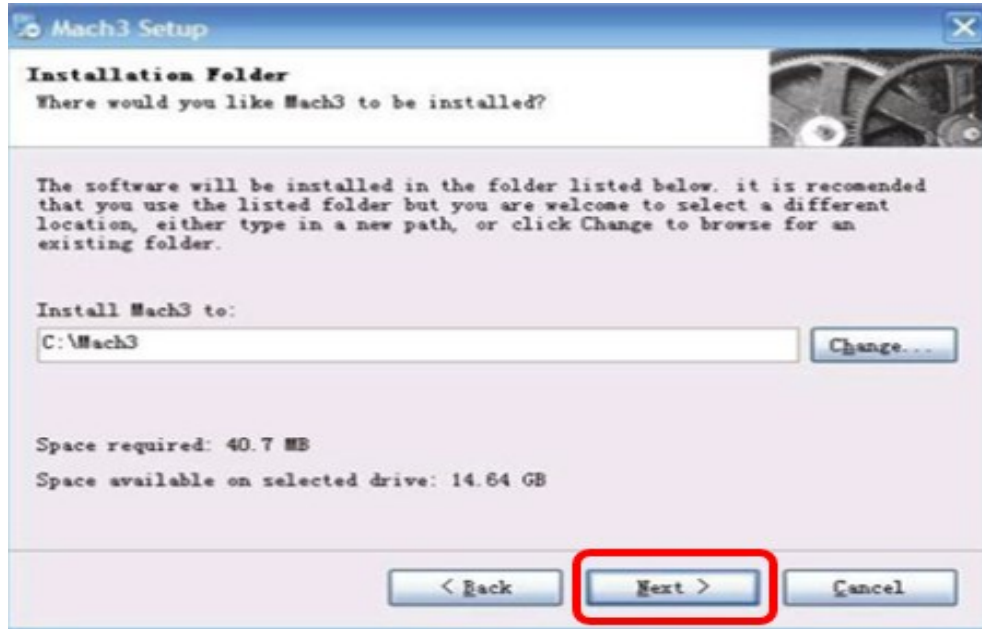 Mach3 Setup
Installation Folder
Where would you like Mach3 to be installed?
The software will be installed in the folder listed below. it is recomended
that you use the listed folder but you are welcome to select a different
location, either type in a new path, or click Change to browse for an
existing folder.
Install Mach3 to:
C:\Mach3
Change...
Space required: 40.7 MB
Space available on selected drive: 14.64 GB
< Back
Next >
Cancel